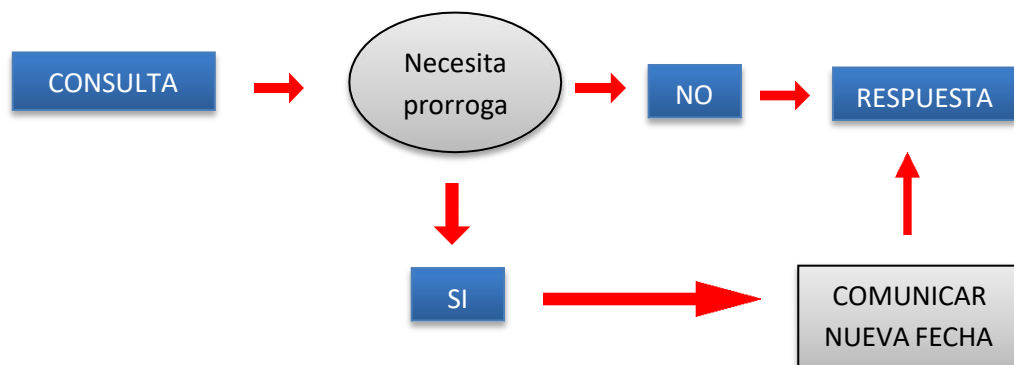 CONSULTA
Necesita
prorroga
NO
RESPUESTA
SI
COMUNICAR
NUEVA FECHA